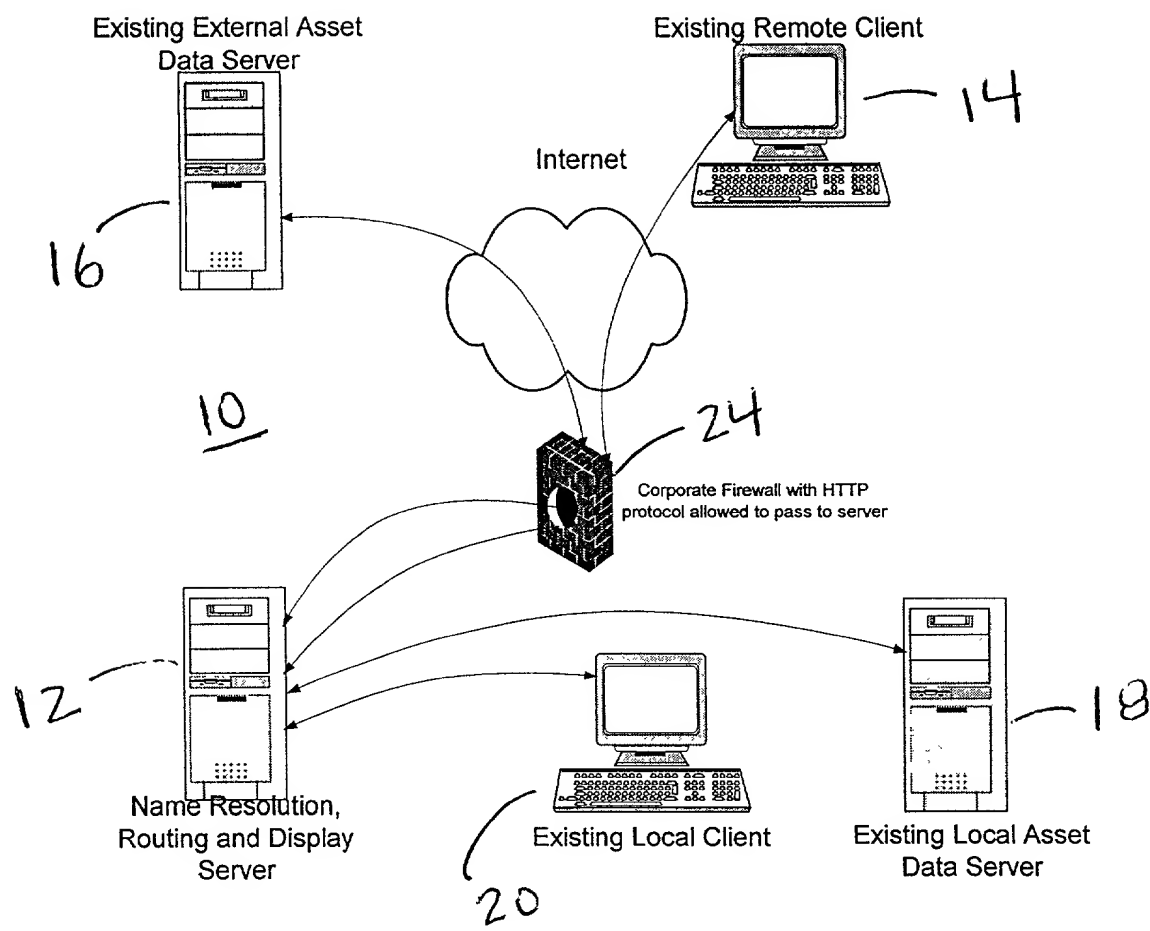 Existing External Asset
Data Server
Existing Remote Client
14
Internet
16
10
24
Corporate Firewall with HTTP
protocol allowed to pass to server
12
18
Name Resolution,
Routing and Display
Server
Existing Local Client
Existing Local Asset
Data Server
20